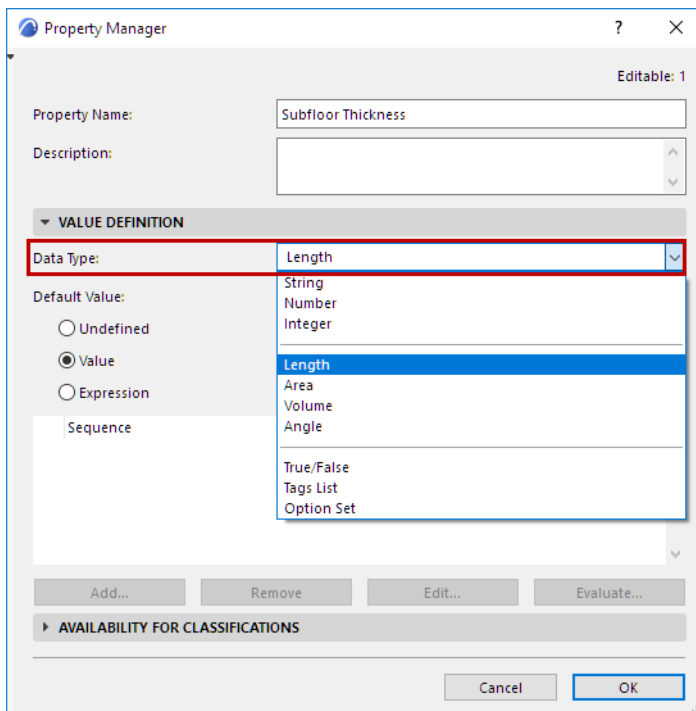 Property Manager
?
Editable: 1
Property Name:
Subfloor Thickness
Description:
VALUE DEFINITION
Data Type:
Length
String
Number
Integer
Length
Area
Volume
Angle
True/False
Tags List
Option Set
Default Value:
Undefined
Value
Expression
Sequence
Add...
Remove
Edit...
Evaluate...
AVAILABILITY FOR CLASSIFICATIONS
Cancel
OK